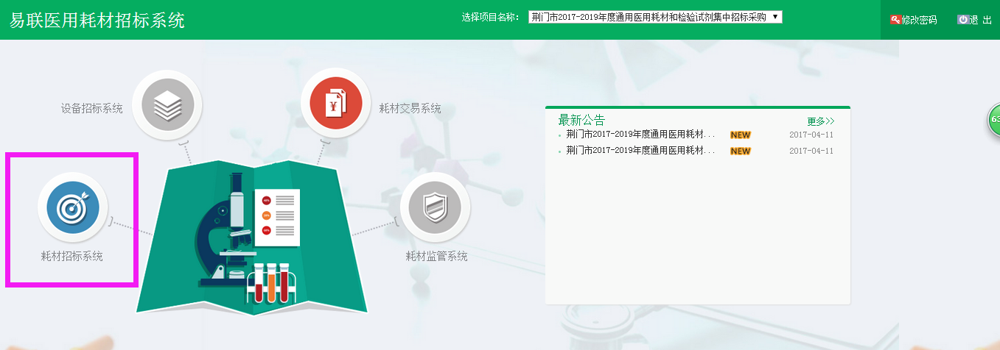 易联医用耗材招标系统
选择项目名称： 荆门市2017-2019年度通用医用耗材和检验试剂集中招标采购
修改密码
退 出
设备招标系统
耗材交易系统
最新公告 更多>>
荆门市2017-2019年度通用医用耗材... NEW 2017-04-11
荆门市2017-2019年度通用医用耗材... NEW 2017-04-11
耗材招标系统
耗材监管系统